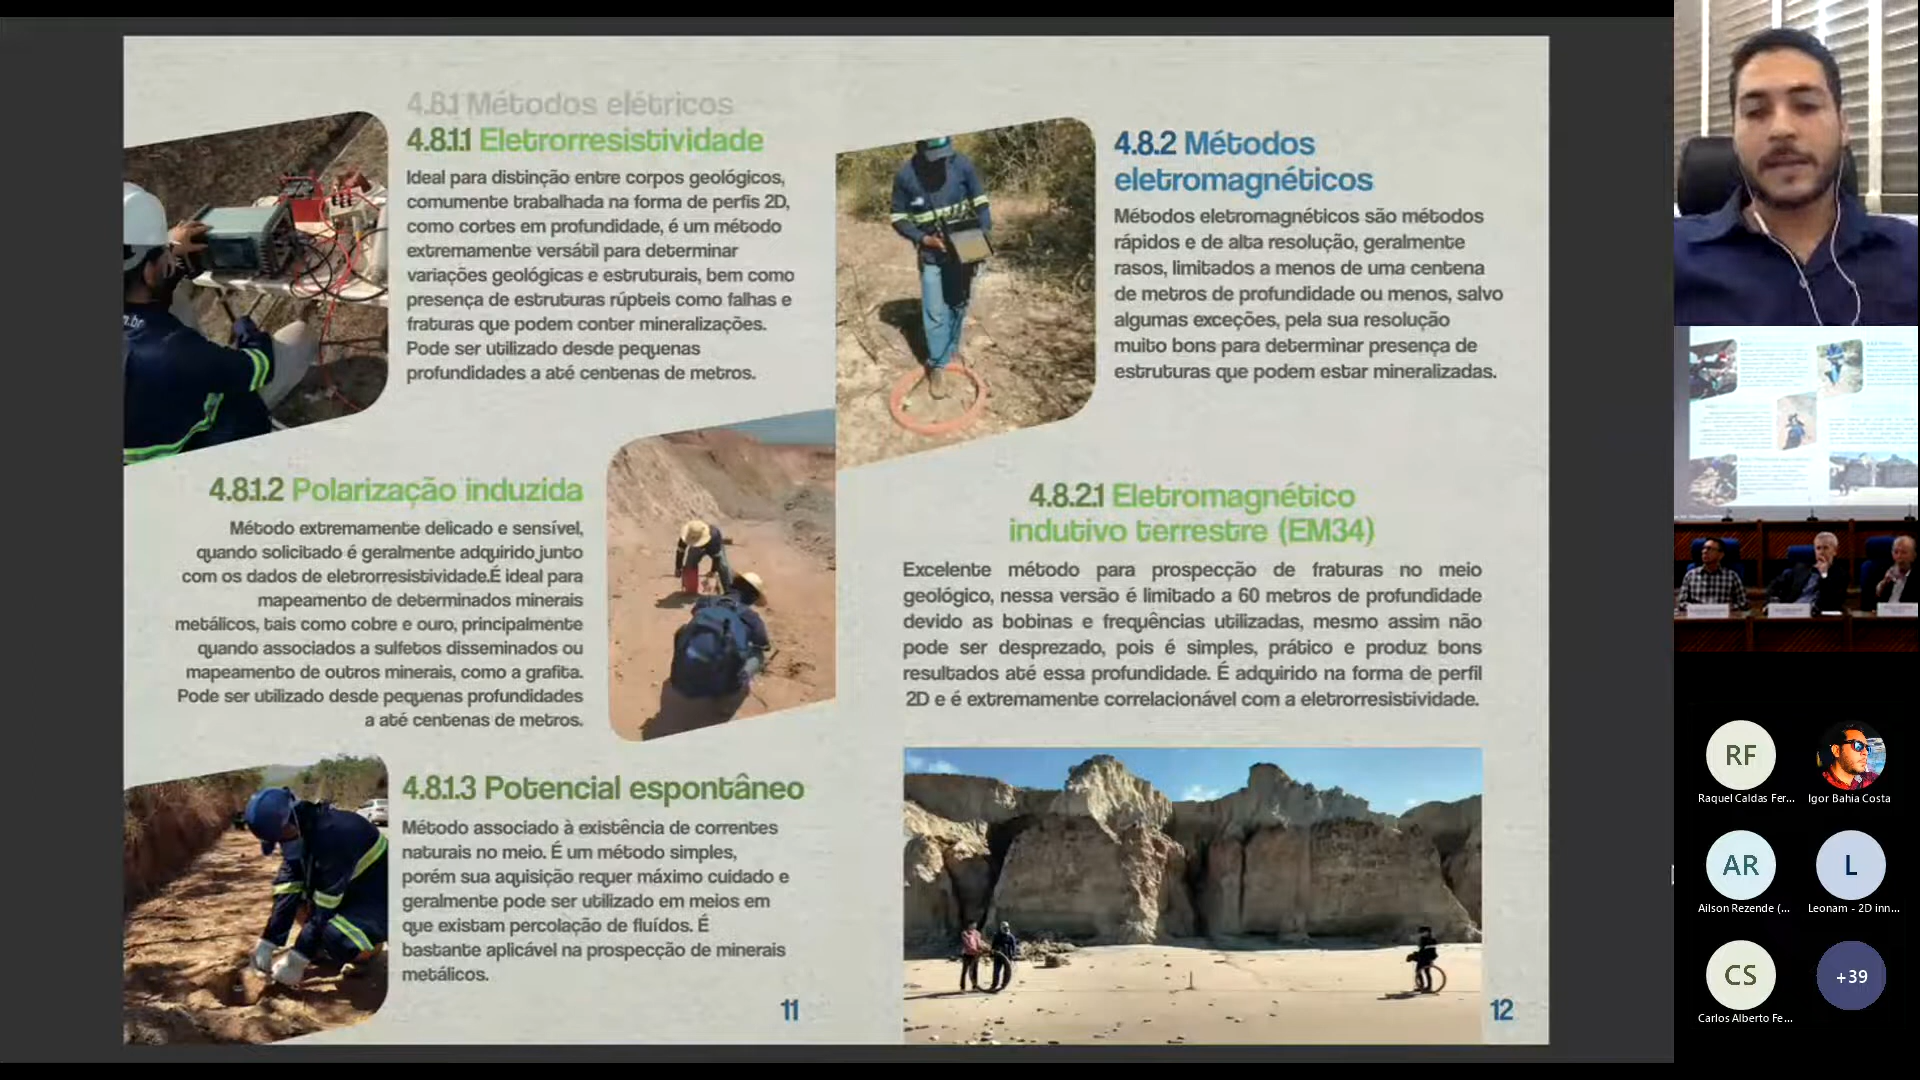 4.8.1 Métodos elétricos
4.8.1.1 Eletrorresistividade
Ideal para distinção entre corpos geológicos,
comumente trabalhada na forma de perfis 2D,
como cortes em profundidade, é um método
extremamente versátil para determinar
variações geológicas e estruturais, bem como
presença de estruturas rúpteis como falhas e
fraturas que podem conter mineralizações.
Pode ser utilizado desde pequenas
profundidades a até centenas de metros.
4.8.1.2 Polarização induzida
Método extremamente delicado e sensível,
quando solicitado é geralmente adquirido junto
com os dados de eletrorresistividade.É ideal para
mapeamento de determinados minerais
metálicos, tais como cobre e ouro, principalmente
quando associados a sulfetos disseminados ou
mapeamento de outros minerais, como a grafita.
Pode ser utilizado desde pequenas profundidades
a até centenas de metros.
4.8.1.3 Potencial espontâneo
Método associado à existência de correntes
naturais no meio. É um método simples,
porém sua aquisição requer máximo cuidado e
geralmente pode ser utilizado em meios em
que existam percolação de fluídos. É
bastante aplicável na prospecção de minerais
metálicos.
11
4.8.2 Métodos
eletromagnéticos
Métodos eletromagnéticos são métodos
rápidos e de alta resolução, geralmente
rasos, limitados a menos de uma centena
de metros de profundidade ou menos, salvo
algumas exceções, pela sua resolução
muito bons para determinar presença de
estruturas que podem estar mineralizadas.
4.8.2.1 Eletromagnético
indutivo terrestre (EM34)
Excelente método para prospecção de fraturas no meio
geológico, nessa versão é limitado a 60 metros de profundidade
devido as bobinas e frequências utilizadas, mesmo assim não
pode ser desprezado, pois é simples, prático e produz bons
resultados até essa profundidade. É adquirido na forma de perfil
2D e é extremamente correlacionável com a eletrorresistividade.
12
RF
Raquel Caldas Fer...
Igor Bahia Costa
AR
Ailson Rezende (...
L
Leonam - 2D inn...
CS
Carlos Alberto Fe...
+39